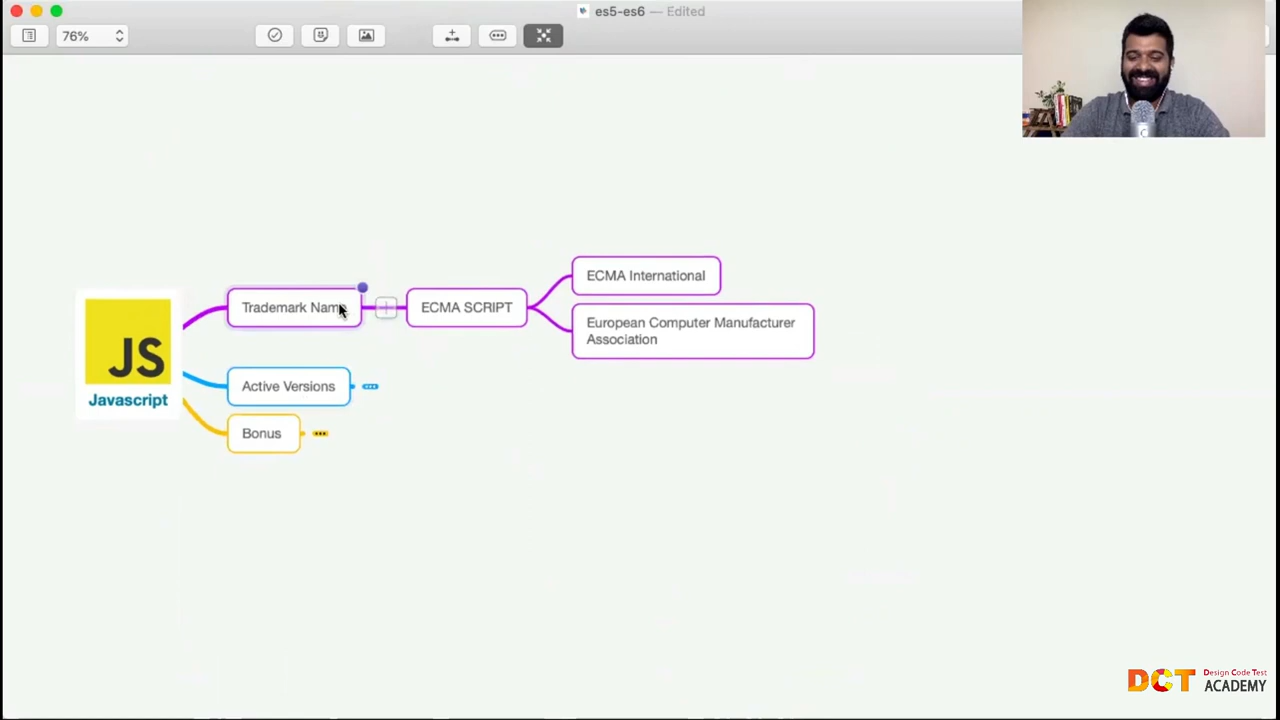 es5-es6 — Edited
76%
ECMA International
Trademark Name
ECMA SCRIPT
European Computer Manufacturer
Association
JS
Javascript
Active Versions
Bonus
DCT Design Code Test
ACADEMY